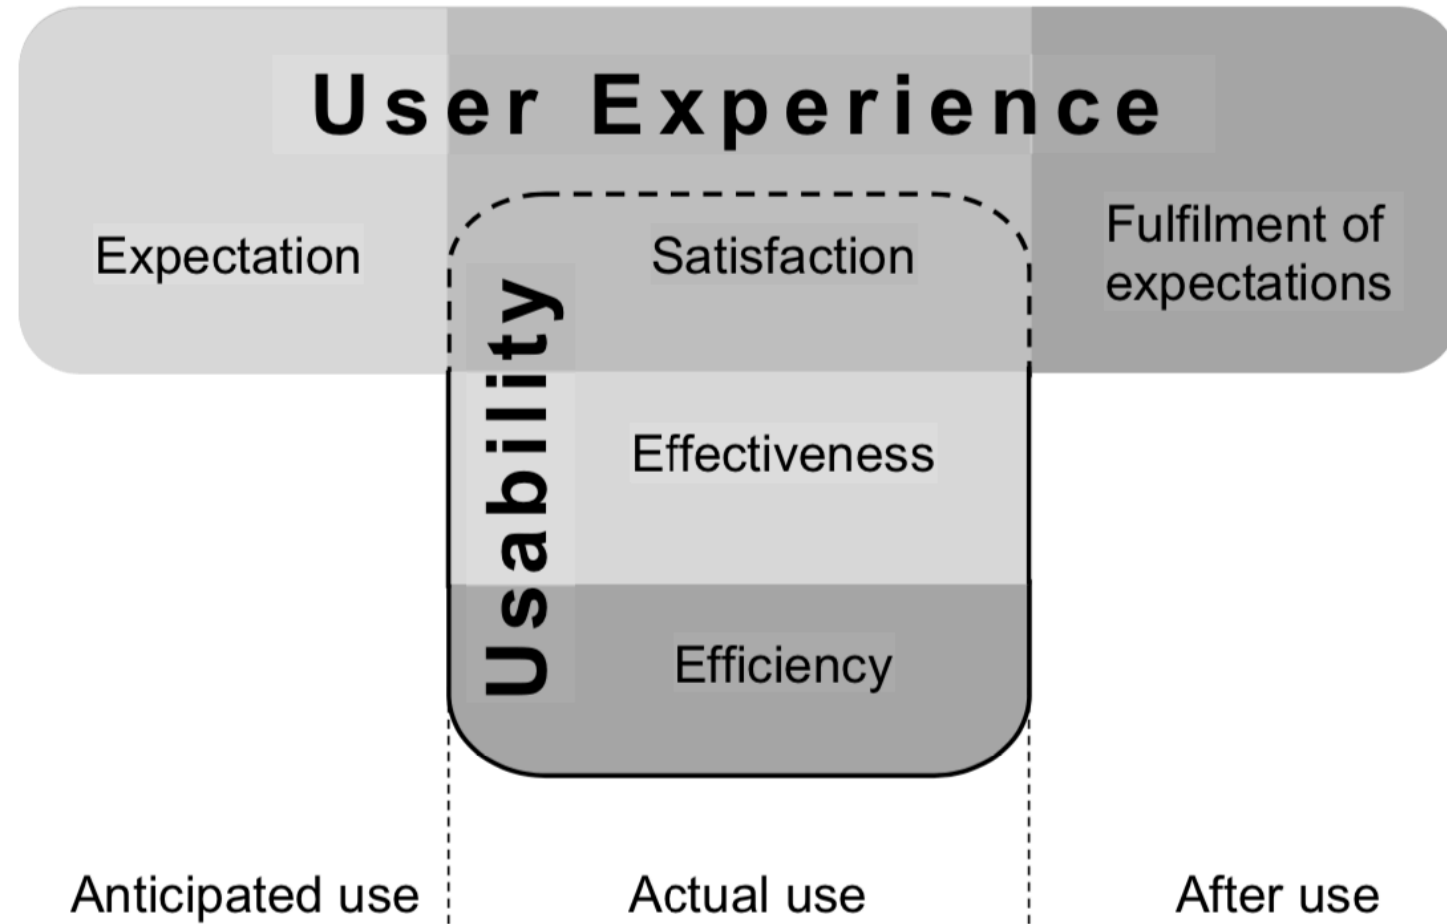 User Experience
Expectation
Satisfaction
Fulfilment of
expectations
Usability
Effectiveness
Efficiency
Anticipated use
Actual use
After use